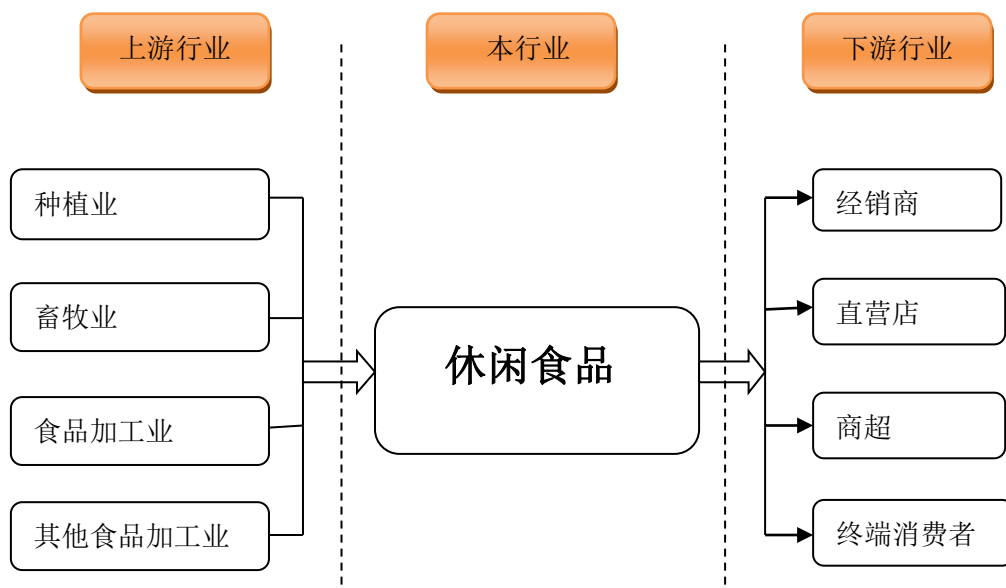 上游行业
本行业
下游行业
种植业
畜牧业
食品加工业
其他食品加工业
休闲食品
经销商
直营店
商超
终端消费者